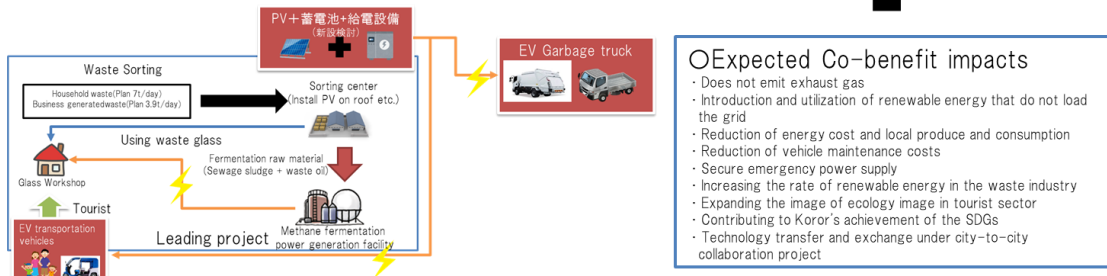 PV＋蓄電池+給電設備
(新設検討)
EV Garbage truck
Waste Sorting
Household waste(Plan 7t/day)
Business generatedwaste(Plan 3.9t/day)
Sorting center
(Install PV on roof etc.)
Using waste glass
Fermentation raw material
(Sewage sludge + waste oil)
Glass Workshop
Tourist
Methane fermentation
power generation facility
Leading project
EV transportation
vehicles
〇Expected Co-benefit impacts
・Does not emit exhaust gas
・Introduction and utilization of renewable energy that do not load
the grid
・Reduction of energy cost and local produce and consumption
・Reduction of vehicle maintenance costs
・Secure emergency power supply
・Increasing the rate of renewable energy in the waste industry
・Expanding the image of ecology image in tourist sector
・Contributing to Koror's achievement of the SDGs
・Technology transfer and exchange under city-to-city
collaboration project